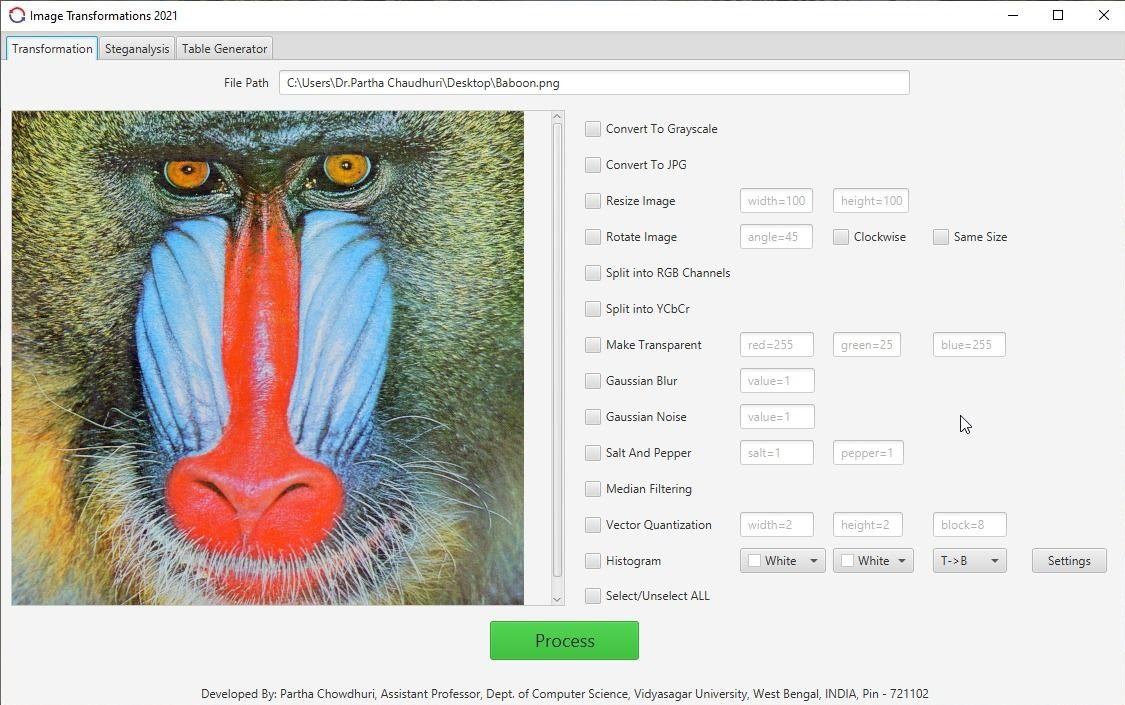 Image Transformations 2021
Transformation Steganalysis Table Generator
File Path C:\Users\Dr.Partha Chaudhuri\Desktop\Baboon.png
Convert To Grayscale
Convert To JPG
Resize Image width=100 height=100
Rotate Image angle=45 Clockwise Same Size
Split into RGB Channels
Split into YCbCr
Make Transparent red=255 green=25 blue=255
Gaussian Blur value=1
Gaussian Noise value=1
Salt And Pepper salt=1 pepper=1
Median Filtering
Vector Quantization width=2 height=2 block=8
Histogram White White T->B Settings
Select/Unselect ALL
Process
Developed By: Partha Chowdhuri, Assistant Professor, Dept. of Computer Science, Vidyasagar University, West Bengal, INDIA, Pin - 721102